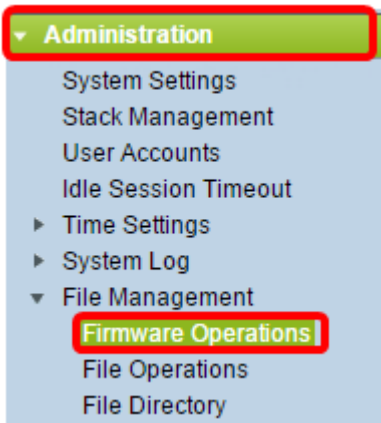 Administration
System Settings
Stack Management
User Accounts
Idle Session Timeout
Time Settings
System Log
File Management
Firmware Operations
File Operations
File Directory